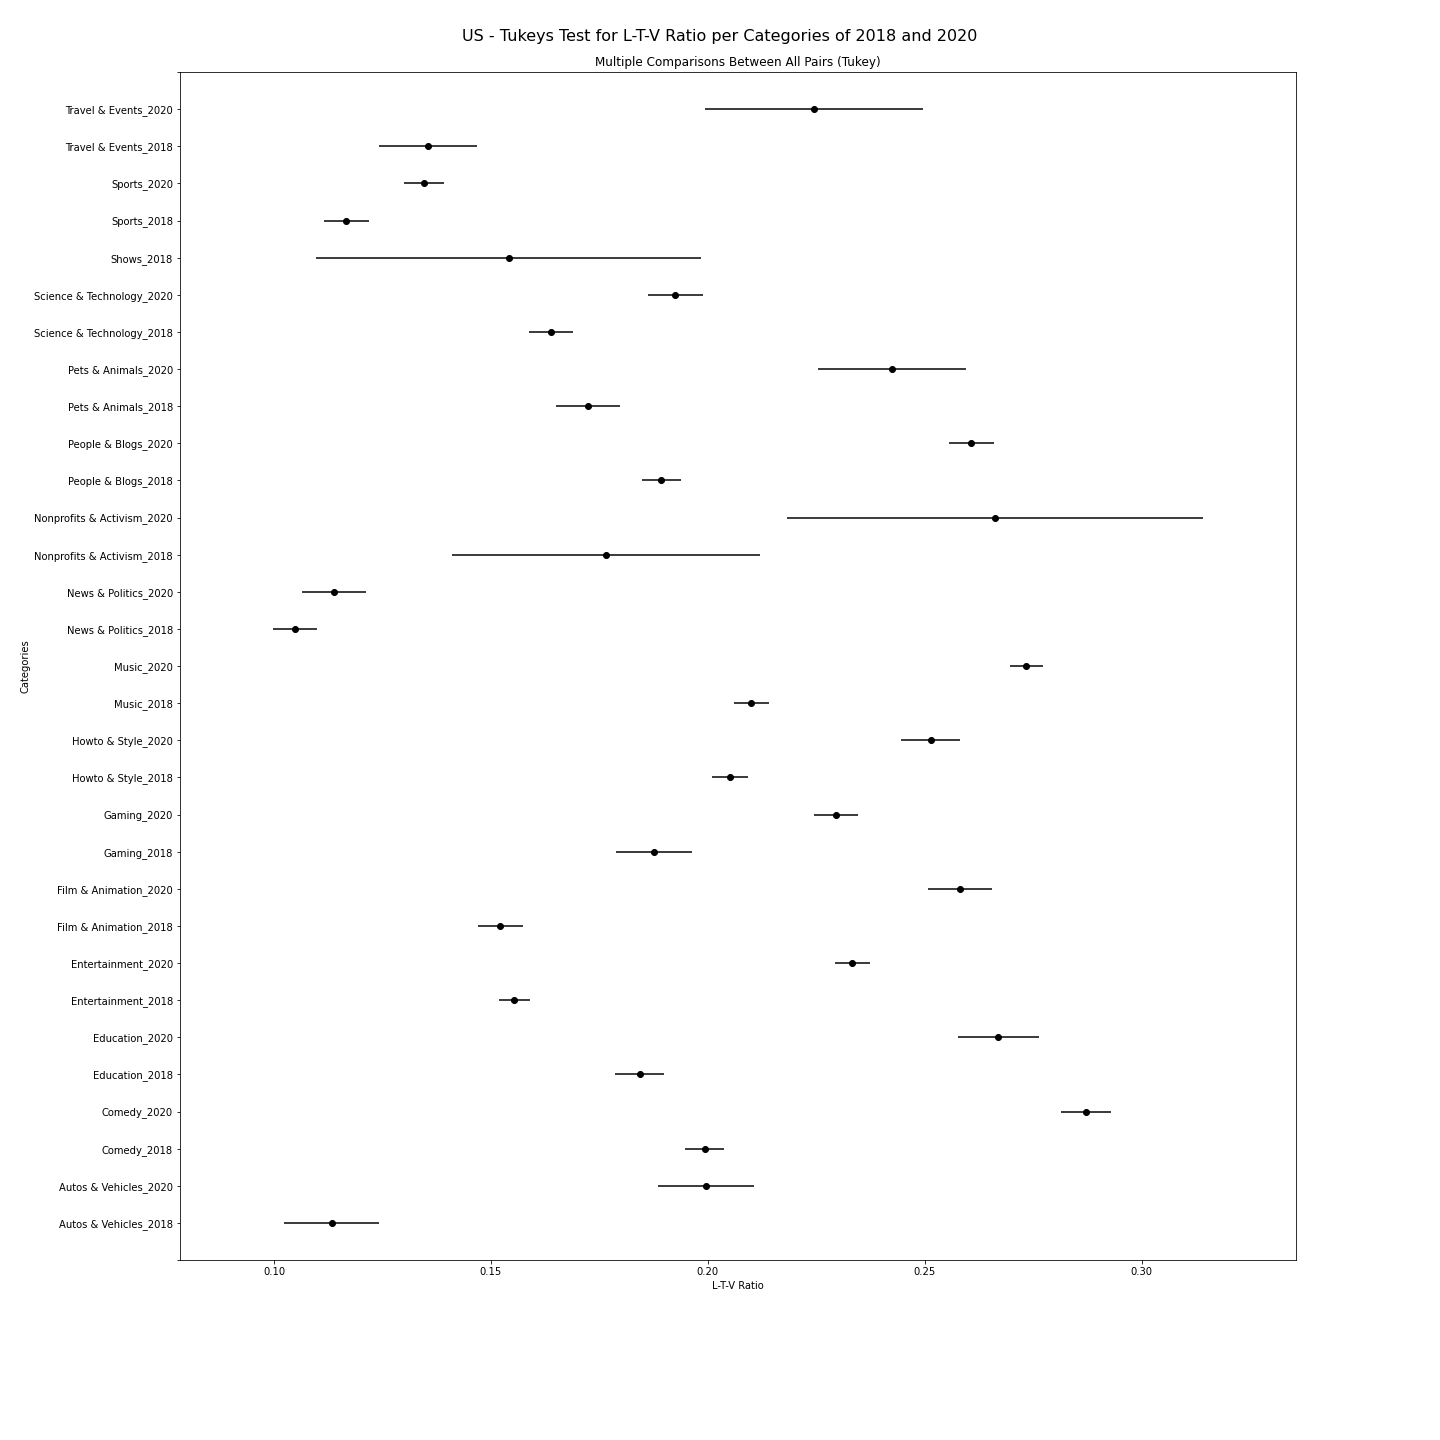 US - Tukeys Test for L-T-V Ratio per Categories of 2018 and 2020
Multiple Comparisons Between All Pairs (Tukey)
Travel & Events_2020
Travel & Events_2018
Sports_2020
Sports_2018
Shows_2018
Science & Technology_2020
Science & Technology_2018
Pets & Animals_2020
Pets & Animals_2018
People & Blogs_2020
People & Blogs_2018
Nonprofits & Activism_2020
Nonprofits & Activism_2018
News & Politics_2020
News & Politics_2018
Music_2020
Music_2018
Howto & Style_2020
Howto & Style_2018
Gaming_2020
Gaming_2018
Film & Animation_2020
Film & Animation_2018
Entertainment_2020
Entertainment_2018
Education_2020
Education_2018
Comedy_2020
Comedy_2018
Autos & Vehicles_2020
Autos & Vehicles_2018
Categories
0.10 0.15 0.20 0.25 0.30
L-T-V Ratio